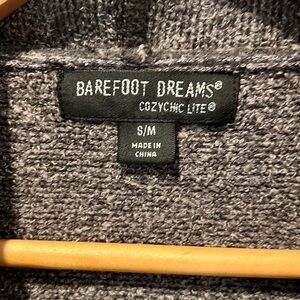 BAREFOOT DREAMS®
COZYCHIC LITE®
S/M
MADE IN
CHINA